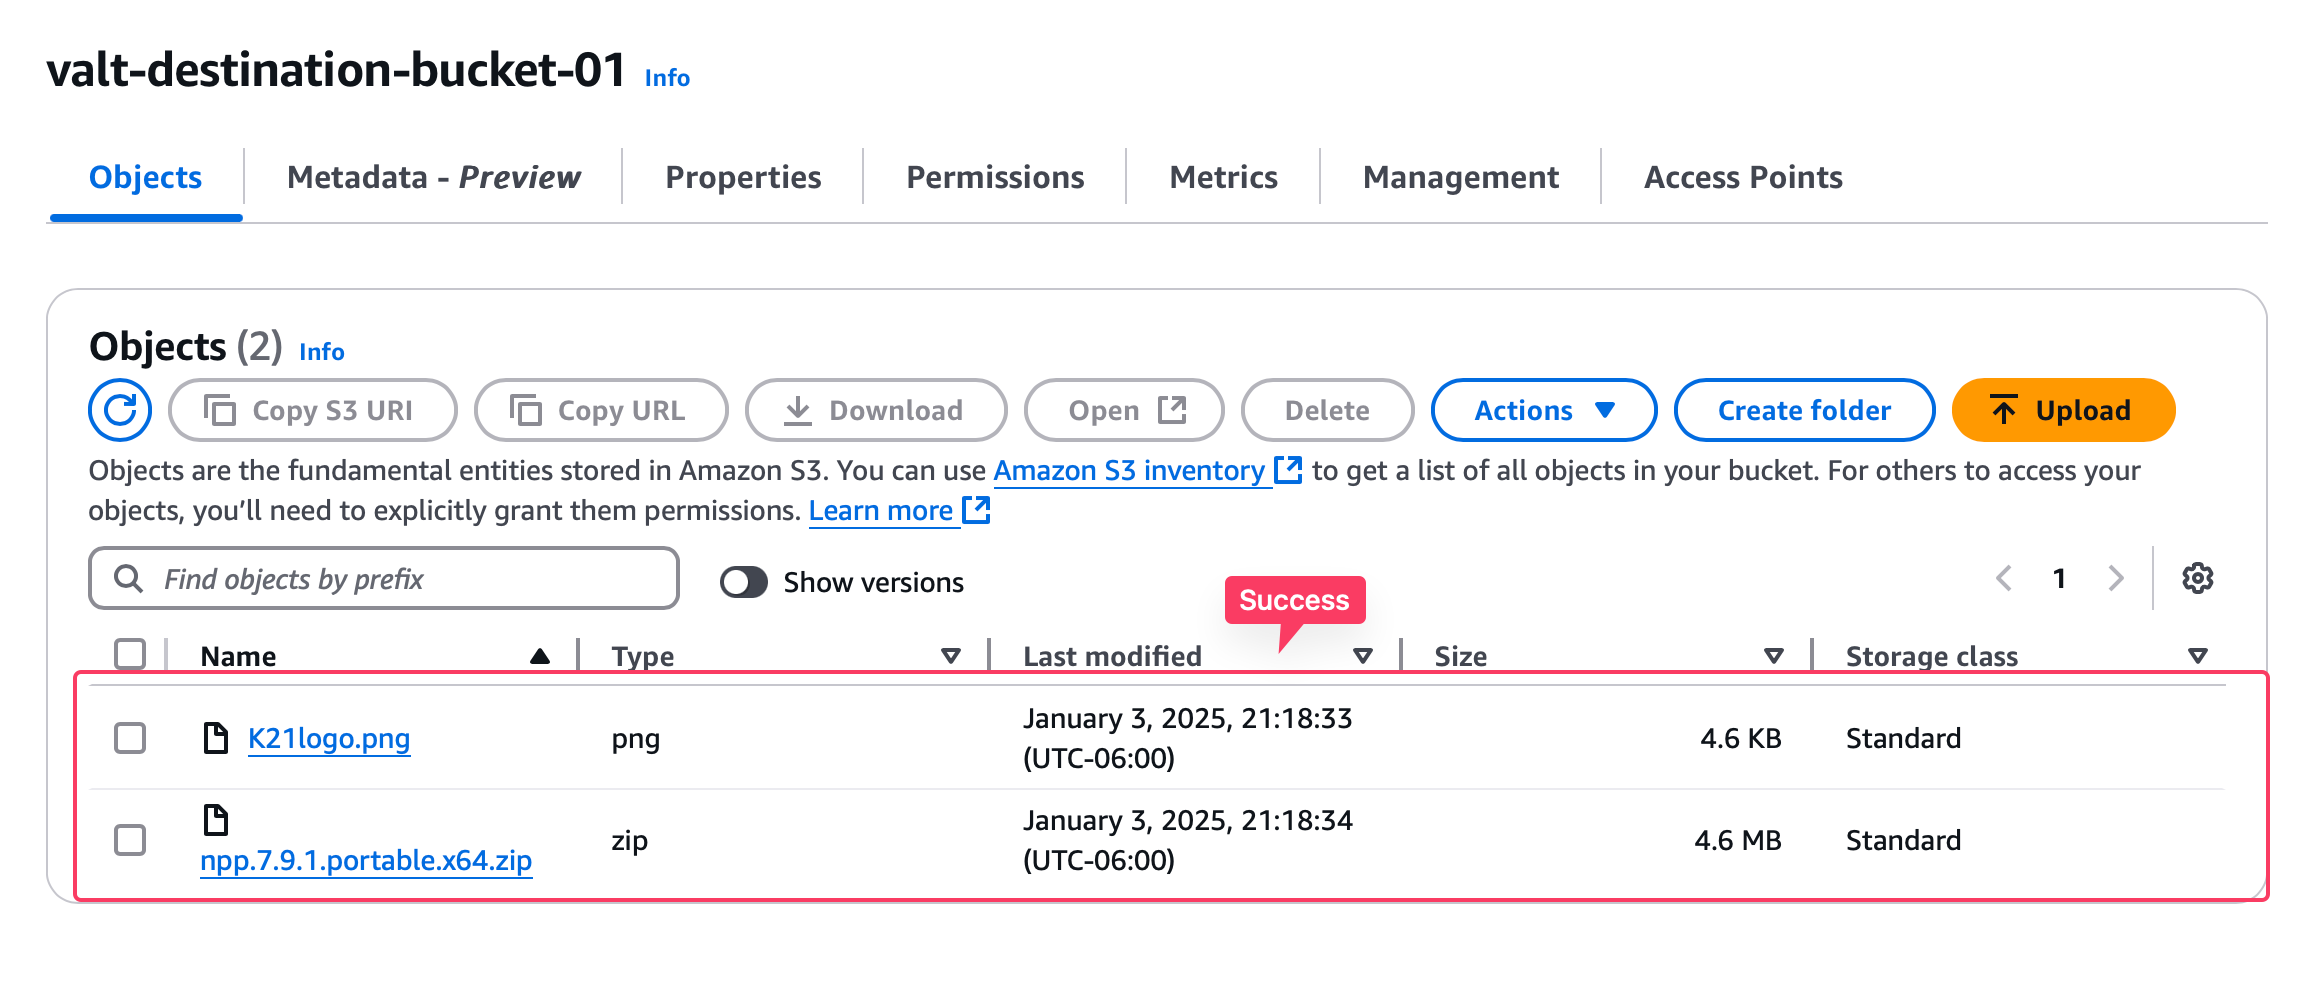 valt-destination-bucket-01 Info
Objects Metadata - Preview Properties Permissions Metrics Management Access Points
Objects (2) Info
Copy S3 URI Copy URL Download Open Delete Actions Create folder Upload
Objects are the fundamental entities stored in Amazon S3. You can use Amazon S3 inventory to get a list of all objects in your bucket. For others to access your
objects, you’ll need to explicitly grant them permissions. Learn more
Find objects by prefix Show versions 1
Success
Name Type Last modified Size Storage class
K21logo.png png January 3, 2025, 21:18:33 (UTC-06:00) 4.6 KB Standard
npp.7.9.1.portable.x64.zip zip January 3, 2025, 21:18:34 (UTC-06:00) 4.6 MB Standard